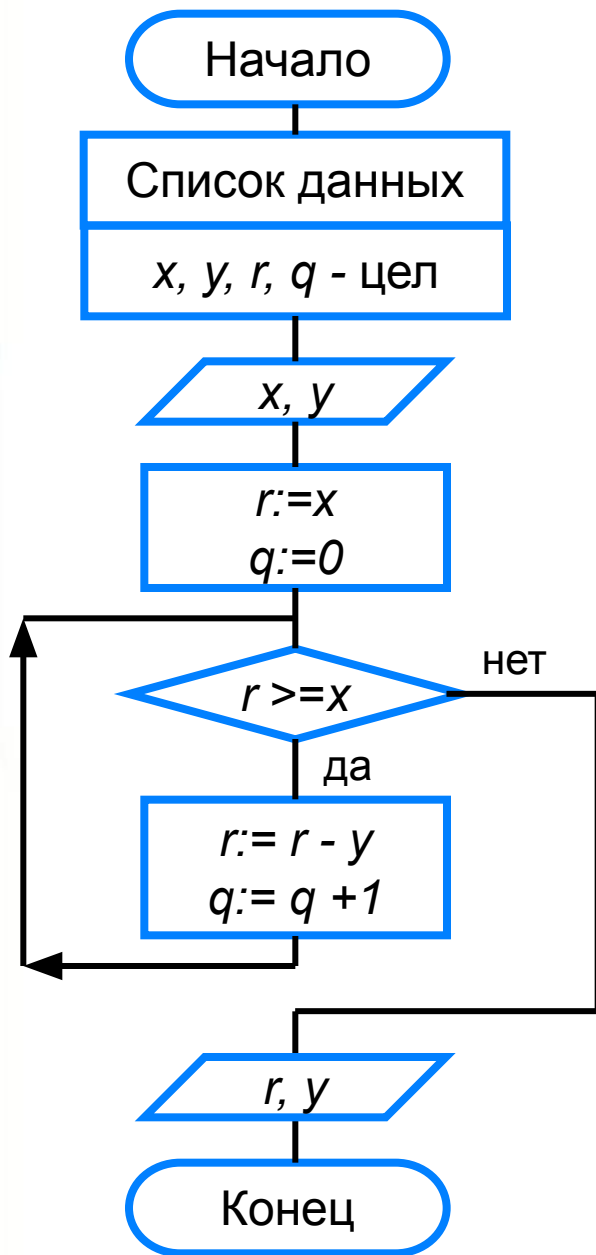 Начало
Список данных
x, y, r, q - цел
x, y
r:=x
q:=0
r >=x
нет
да
r:= r - y
q:= q +1
r, y
Конец